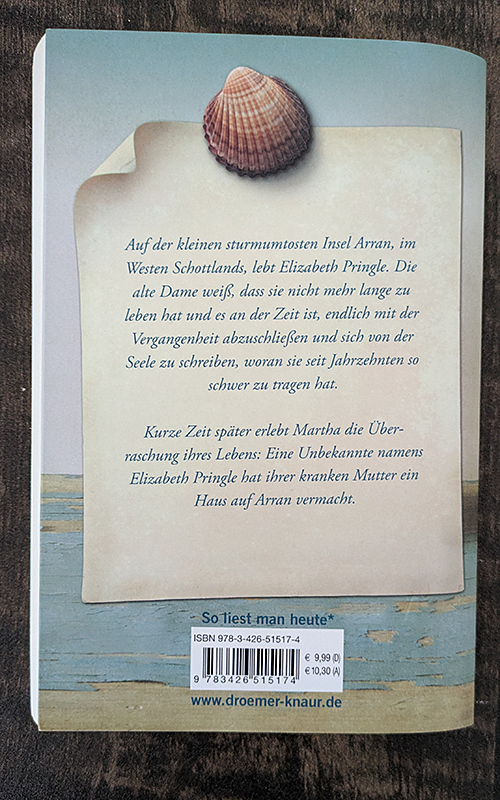 Auf der kleinen sturmumtosten Insel Arran, im
Westen Schottlands, lebt Elizabeth Pringle. Die
alte Dame weiß, dass sie nicht mehr lange zu
leben hat und es an der Zeit ist, endlich mit der
Vergangenheit abzuschließen und sich von der
Seele zu schreiben, woran sie seit Jahrzehnten so
schwer zu tragen hat.
Kurze Zeit später erlebt Martha die Über-
raschung ihres Lebens: Eine Unbekannte namens
Elizabeth Pringle hat ihrer kranken Mutter ein
Haus auf Arran vermacht.
So liest man heute*
ISBN 978-3-426-51517-4
€ 9,99 (D)
€ 10,30 (A)
9 783426 515174
www.droemer-knaur.de